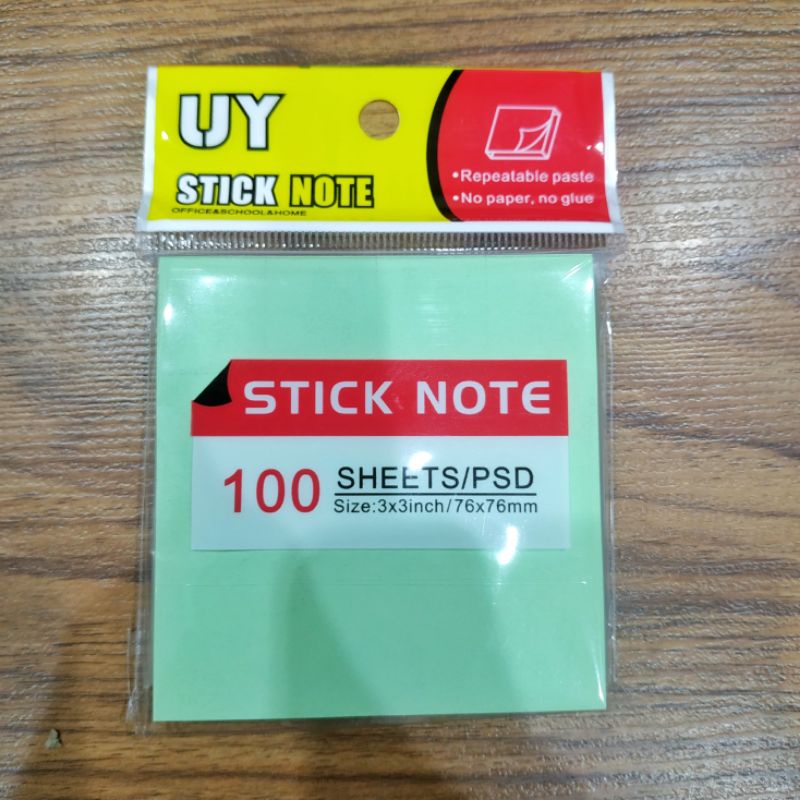 UY
STICK NOTE
OFFICE&SCHOOL&HOME
•Repeatable paste
•No paper, no glue
STICK NOTE
100 SHEETS/PSD
Size:3x3inch/76x76mm